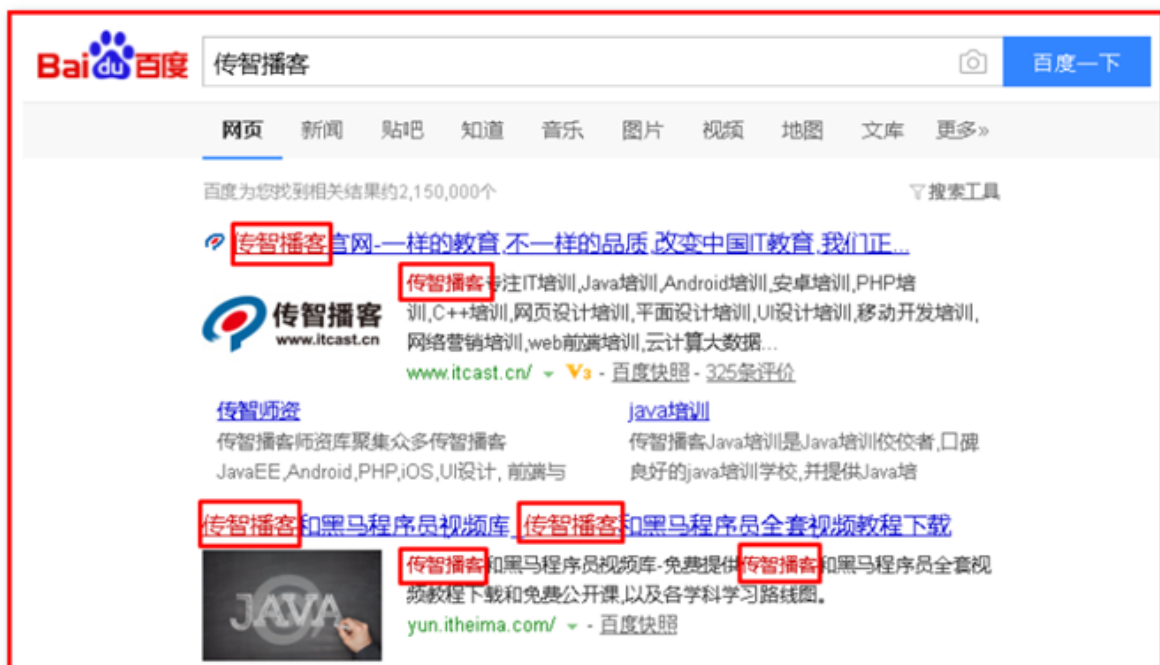 Bai du 百度
传智播客
百度一下
网页 新闻 贴吧 知道 音乐 图片 视频 地图 文库 更多»
百度为您找到相关结果约2,150,000个
搜索工具
传智播客官网-一样的教育,不一样的品质,改变中国IT教育,我们正...
传智播客专注IT培训,Java培训,Android培训,安卓培训,PHP培
训,C++培训,网页设计培训,平面设计培训,UI设计培训,移动开发培训,
网络营销培训,web前端培训,云计算大数据...
传智播客
www.itcast.cn
www.itcast.cn/ V3 - 百度快照 - 325条评价
传智师资
传智播客师资库聚集众多传智播客
JavaEE,Android,PHP,iOS,UI设计, 前端与
java培训
传智播客Java培训是Java培训佼佼者,口碑
良好的java培训学校,并提供Java培
传智播客和黑马程序员视频库_传智播客和黑马程序员全套视频教程下载
传智播客和黑马程序员视频库-免费提供传智播客和黑马程序员全套视
频教程下载和免费公开课,以及各学科学习路线图。
JAVA
yun.itheima.com/ - 百度快照